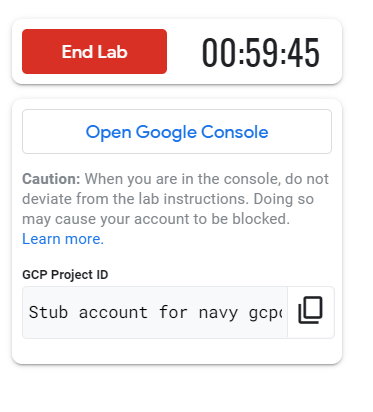 End Lab
00:59:45
Open Google Console
Caution: When you are in the console, do not
deviate from the lab instructions. Doing so
may cause your account to be blocked.
Learn more.
GCP Project ID
Stub account for navy gcp